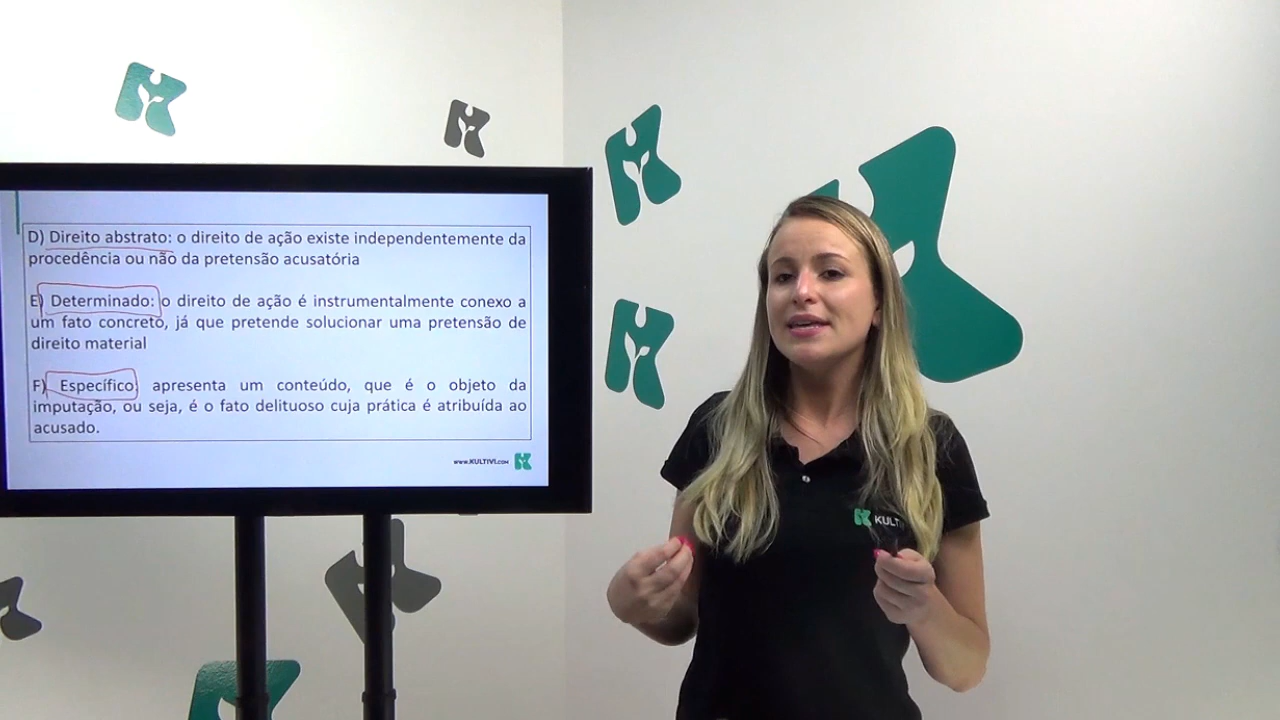 D) Direito abstrato: o direito de ação existe independentemente da
procedência ou não da pretensão acusatória
E) Determinado: o direito de ação é instrumentalmente conexo a
um fato concreto, já que pretende solucionar uma pretensão de
direito material
F) Específico: apresenta um conteúdo, que é o objeto da
imputação, ou seja, é o fato delituoso cuja prática é atribuída ao
acusado.
www.KULTIVI.com